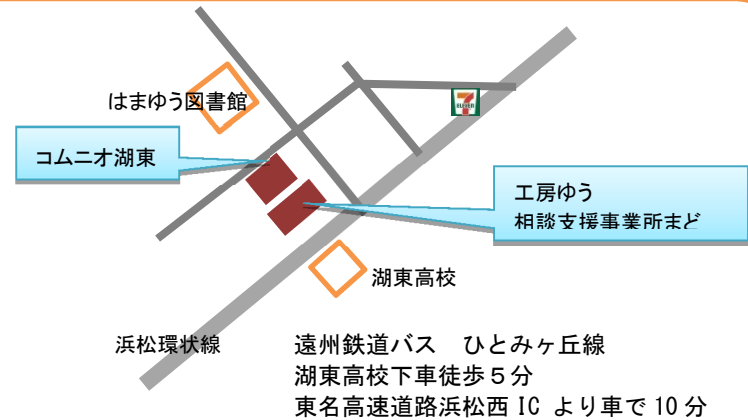 はまゆう図書館
7
ELEVEN
コムニオ湖東
工房ゆう
相談支援事業所まど
湖東高校
浜松環状線
遠州鉄道バス　ひとみヶ丘線
湖東高校下車徒歩５分
東名高速道路浜松西 IC より車で 10 分